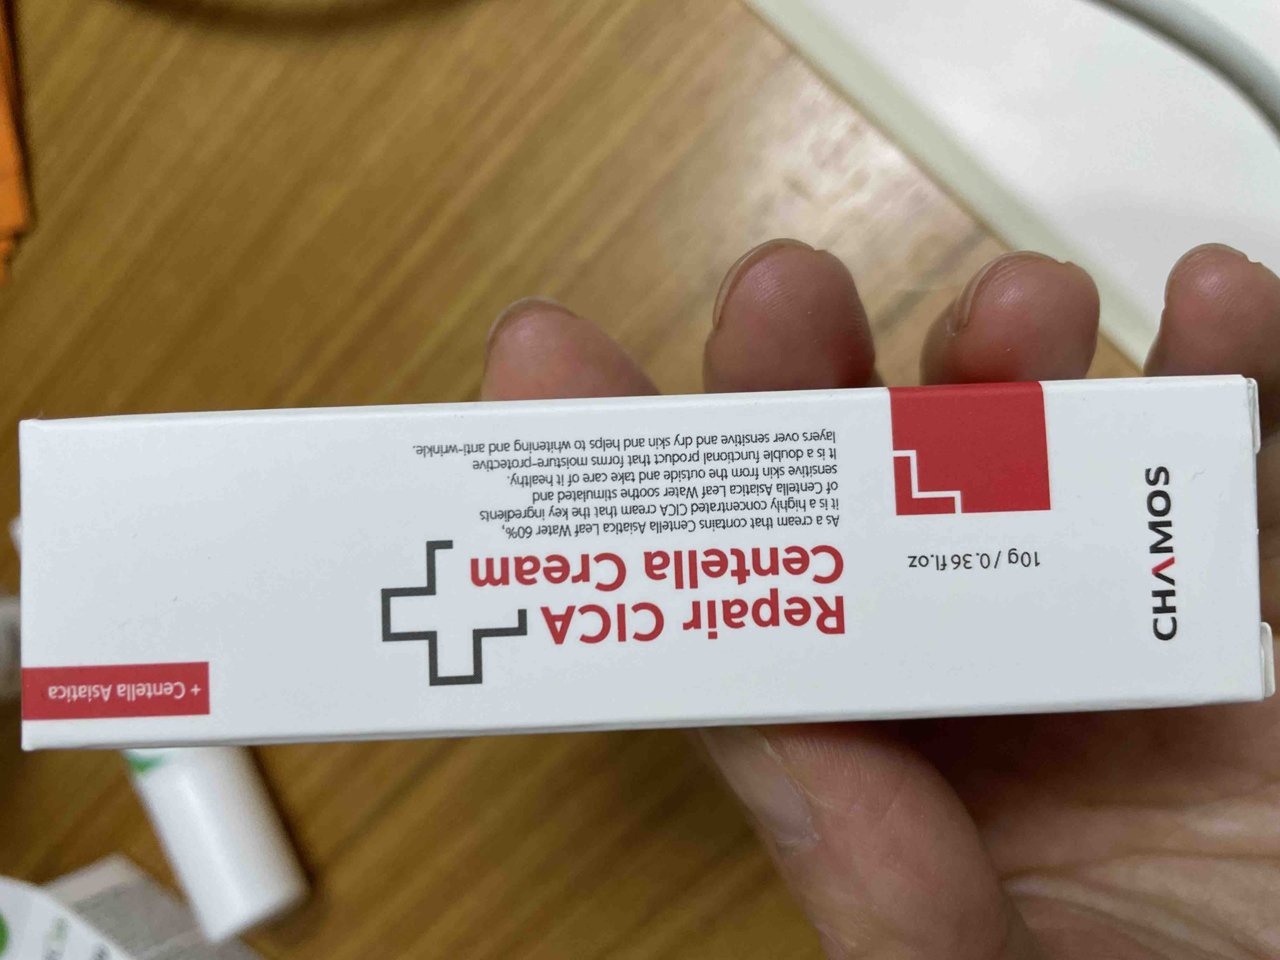 CHAMOS
10g / 0.36 fl.oz
Repair CICA
Centella Cream
As a cream that contains Centella Asiatica Leaf Water 60%,
it is a highly concentrated CICA cream that the key ingredients
of Centella Asiatica Leaf Water soothe stimulated and
sensitive skin from the outside and take care of it healthy.
It is a double functional product that forms moisture-protective
layers over sensitive and dry skin and helps to whitening and anti-wrinkle.
+ Centella Asiatica